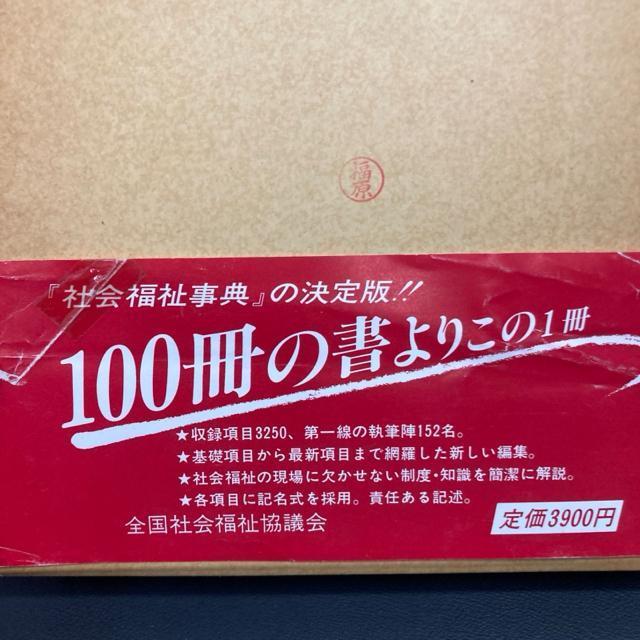 福原
『社会福祉事典』の決定版!!
100冊の書よりこの1冊
★収録項目3250、第一線の執筆陣152名。
★基礎項目から最新項目まで網羅した新しい編集。
★社会福祉の現場に欠かせない制度・知識を簡潔に解説。
★各項目に記名式を採用。責任ある記述。
全国社会福祉協議会
定価3900円